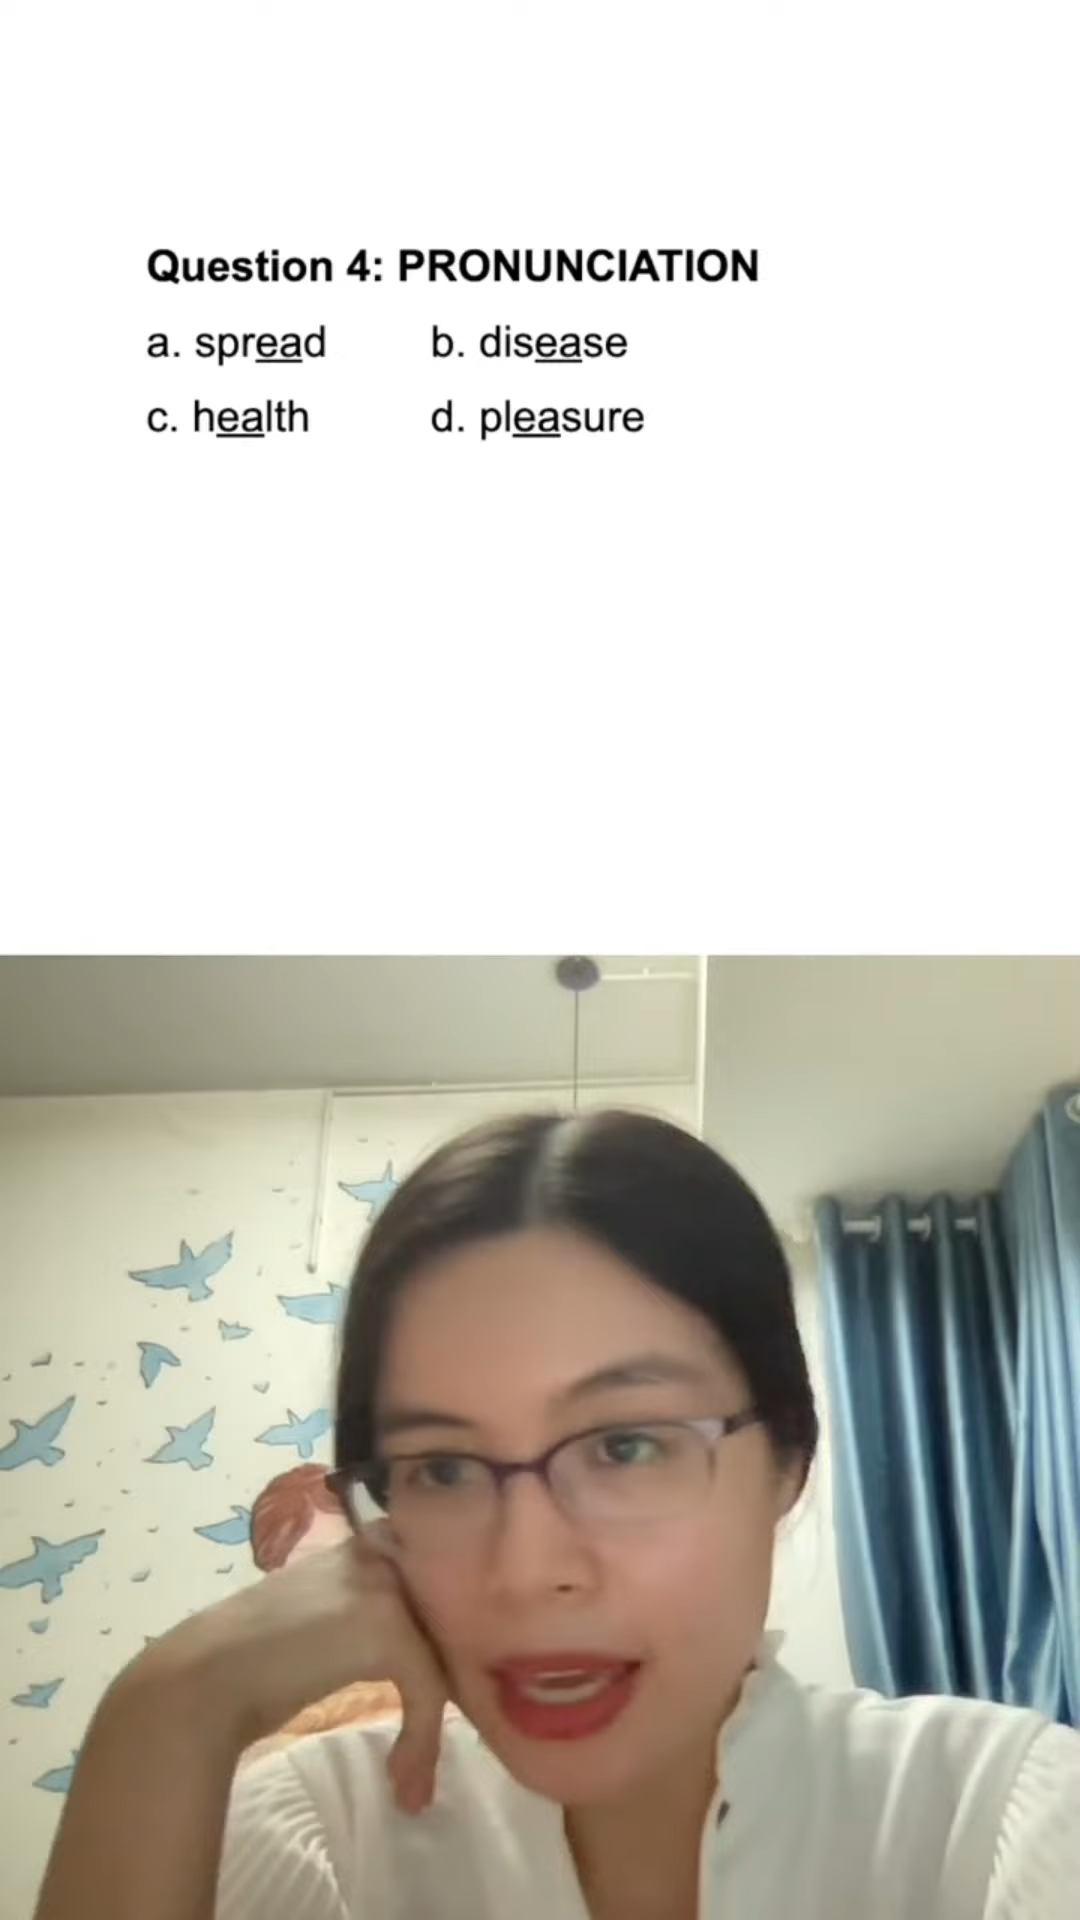 Question 4: PRONUNCIATION
a. spread b. disease
c. health d. pleasure